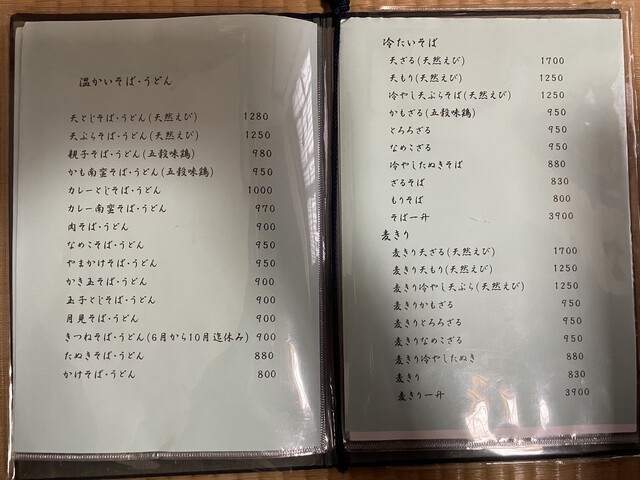 温かいそば・うどん
天とじそば・うどん(天然えび) 1280
天ぷらそば・うどん(天然えび) 1250
親子そば・うどん(五穀味鶏) 980
かも南蛮そば・うどん(五穀味鶏) 950
カレーとじそば・うどん 1000
カレー南蛮そば・うどん 970
肉そば・うどん 900
なめこそば・うどん 950
やまかけそば・うどん 950
かき玉そば・うどん 900
玉子とじそば・うどん 900
月見そば・うどん 900
きつねそば・うどん(6月から10月迄休み) 900
たぬきそば・うどん 880
かけそば・うどん 800
冷たいそば
天ざる(天然えび) 1700
天もり(天然えび) 1250
冷やし天ぷらそば(天然えび) 1250
かもざる(五穀味鶏) 950
とろろざる 950
なめこざる 950
冷やしたぬきそば 880
ざるそば 830
もりそば 800
そば一升 3900
麦きり
麦きり天ざる(天然えび) 1700
麦きり天もり(天然えび) 1250
麦きり冷やし天ぷら(天然えび) 1250
麦きりかもざる 950
麦きりとろろざる 950
麦きりなめこざる 950
麦きり冷やしたぬき 880
麦きり 830
麦きり一升 3900